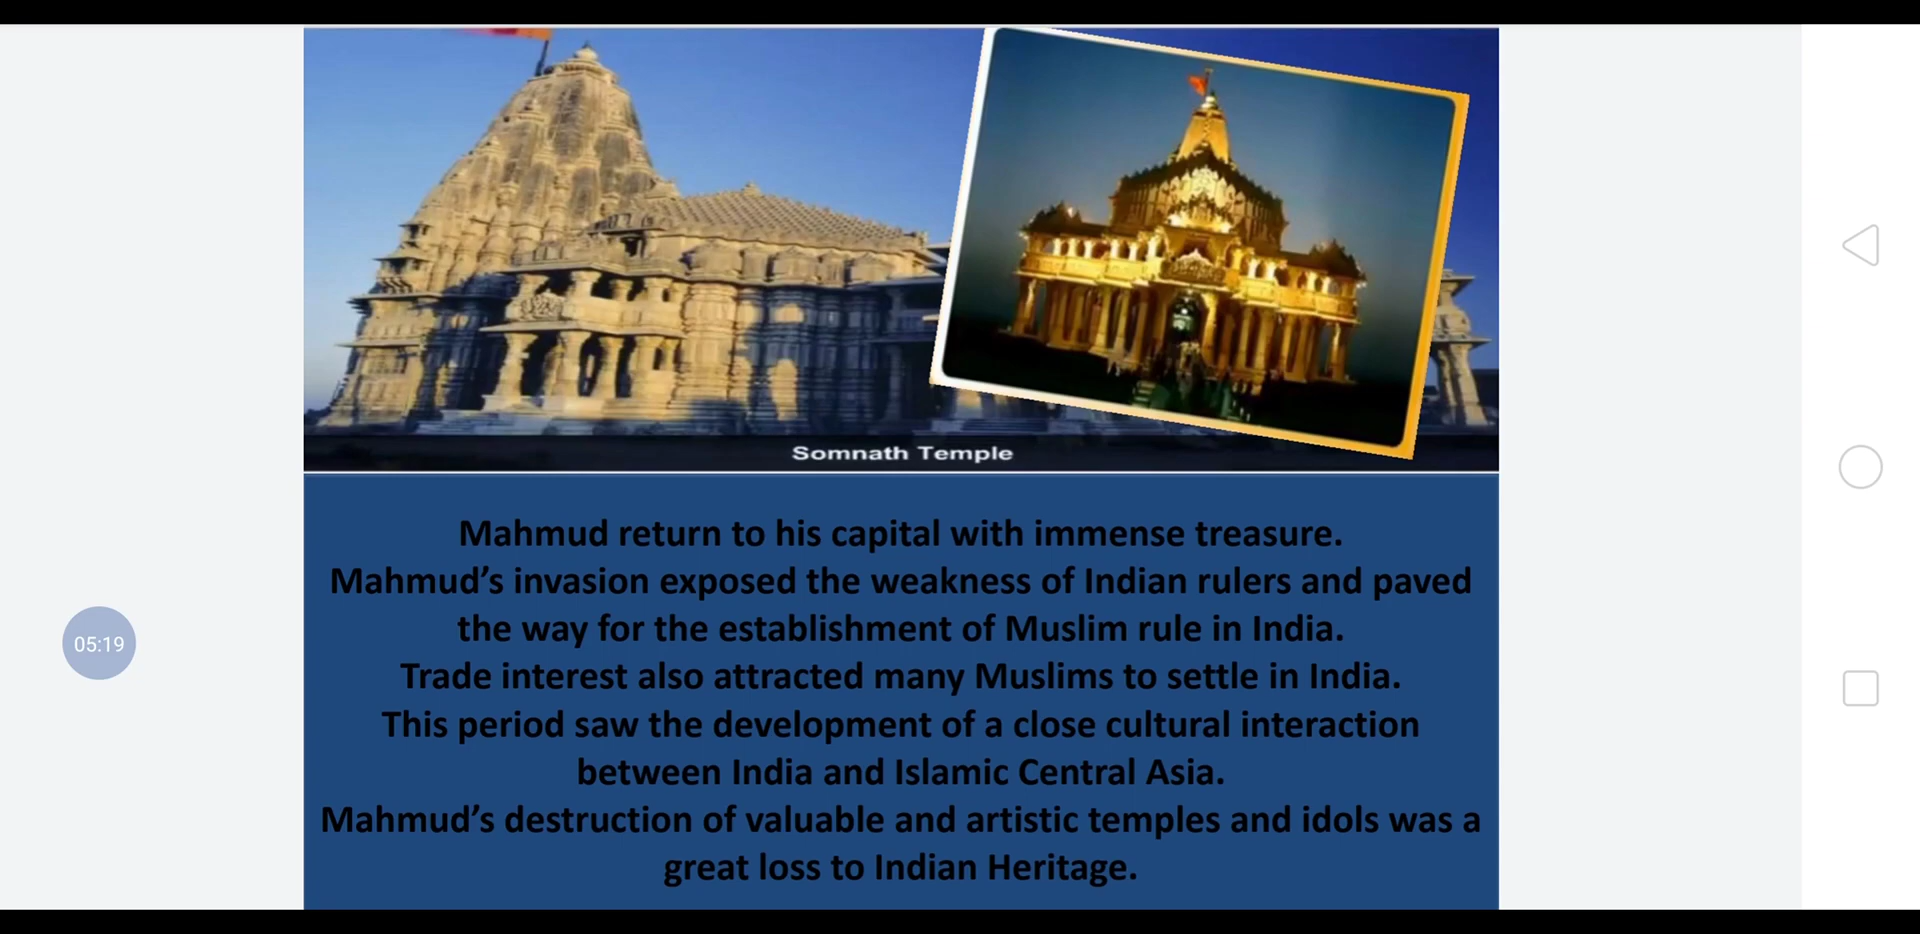 Somnath Temple
Mahmud return to his capital with immense treasure.
Mahmud’s invasion exposed the weakness of Indian rulers and paved
the way for the establishment of Muslim rule in India.
Trade interest also attracted many Muslims to settle in India.
This period saw the development of a close cultural interaction
between India and Islamic Central Asia.
Mahmud’s destruction of valuable and artistic temples and idols was a
great loss to Indian Heritage.
05:19